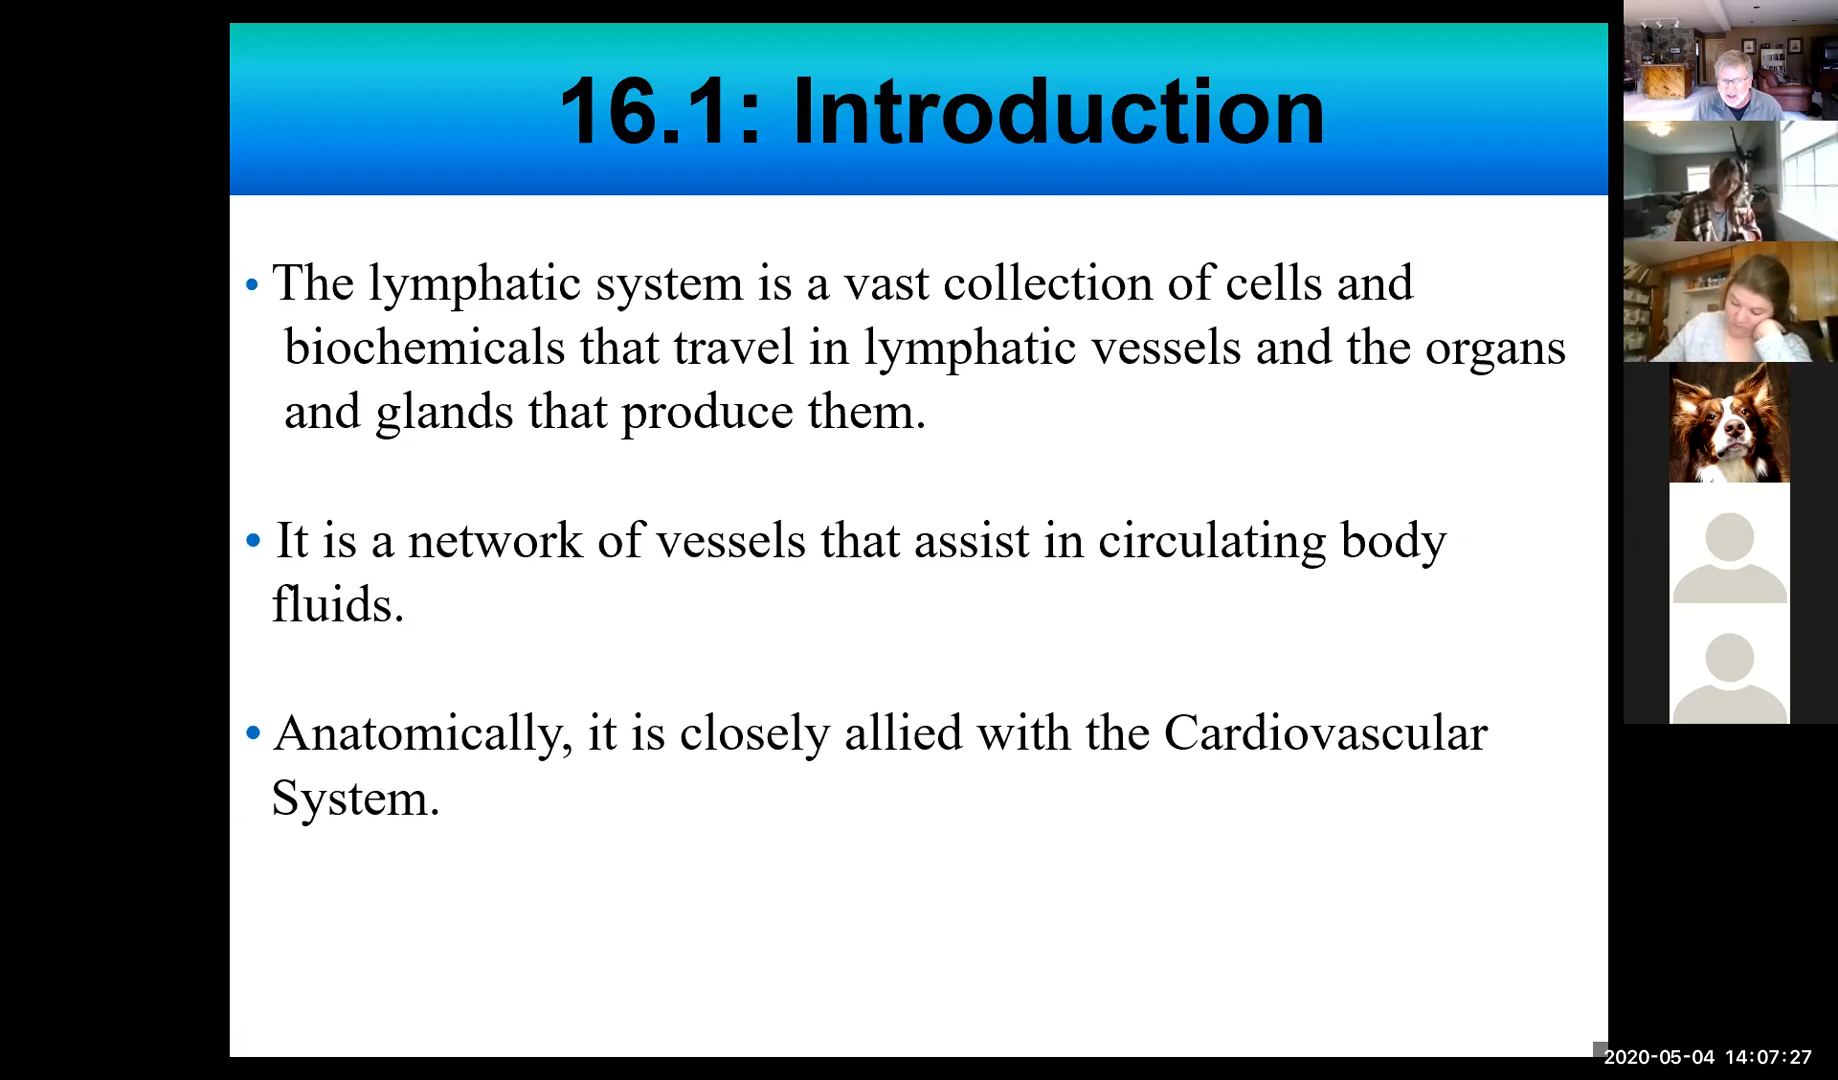 16.1: Introduction
• The lymphatic system is a vast collection of cells and
biochemicals that travel in lymphatic vessels and the organs
and glands that produce them.
• It is a network of vessels that assist in circulating body
fluids.
• Anatomically, it is closely allied with the Cardiovascular
System.
2020-05-04 14:07:27